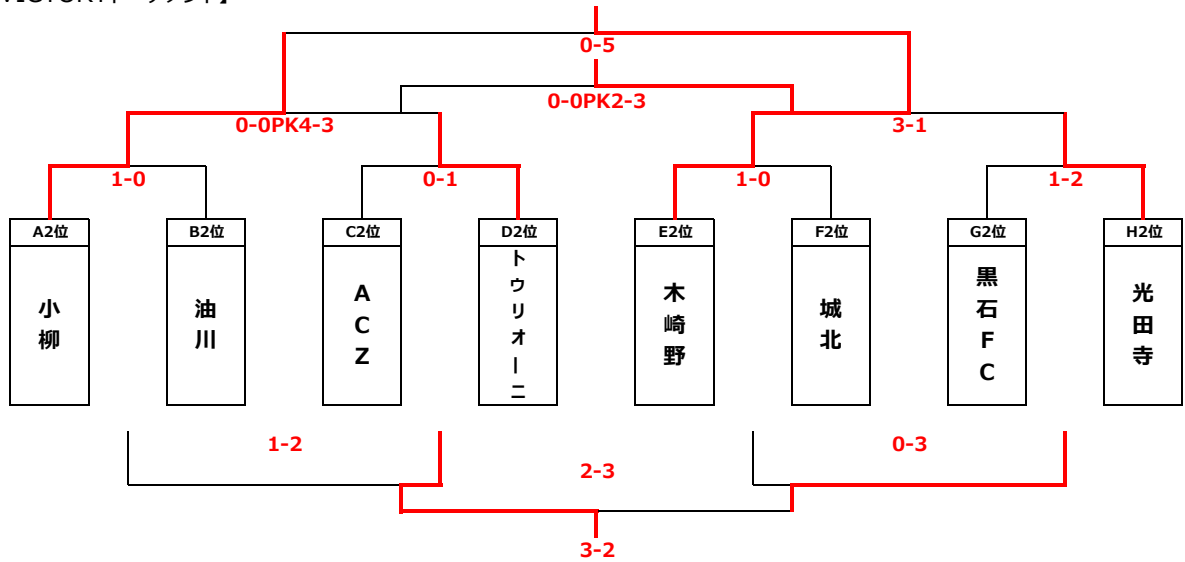 0-5
0-0PK2-3
0-0PK4-3
3-1
1-0
0-1
1-0
1-2
A2位
B2位
C2位
D2位
E2位
F2位
G2位
H2位
小柳
油川
ACZ
トゥリオーニ
木崎野
城北
黒石FC
光田寺
1-2
0-3
2-3
3-2